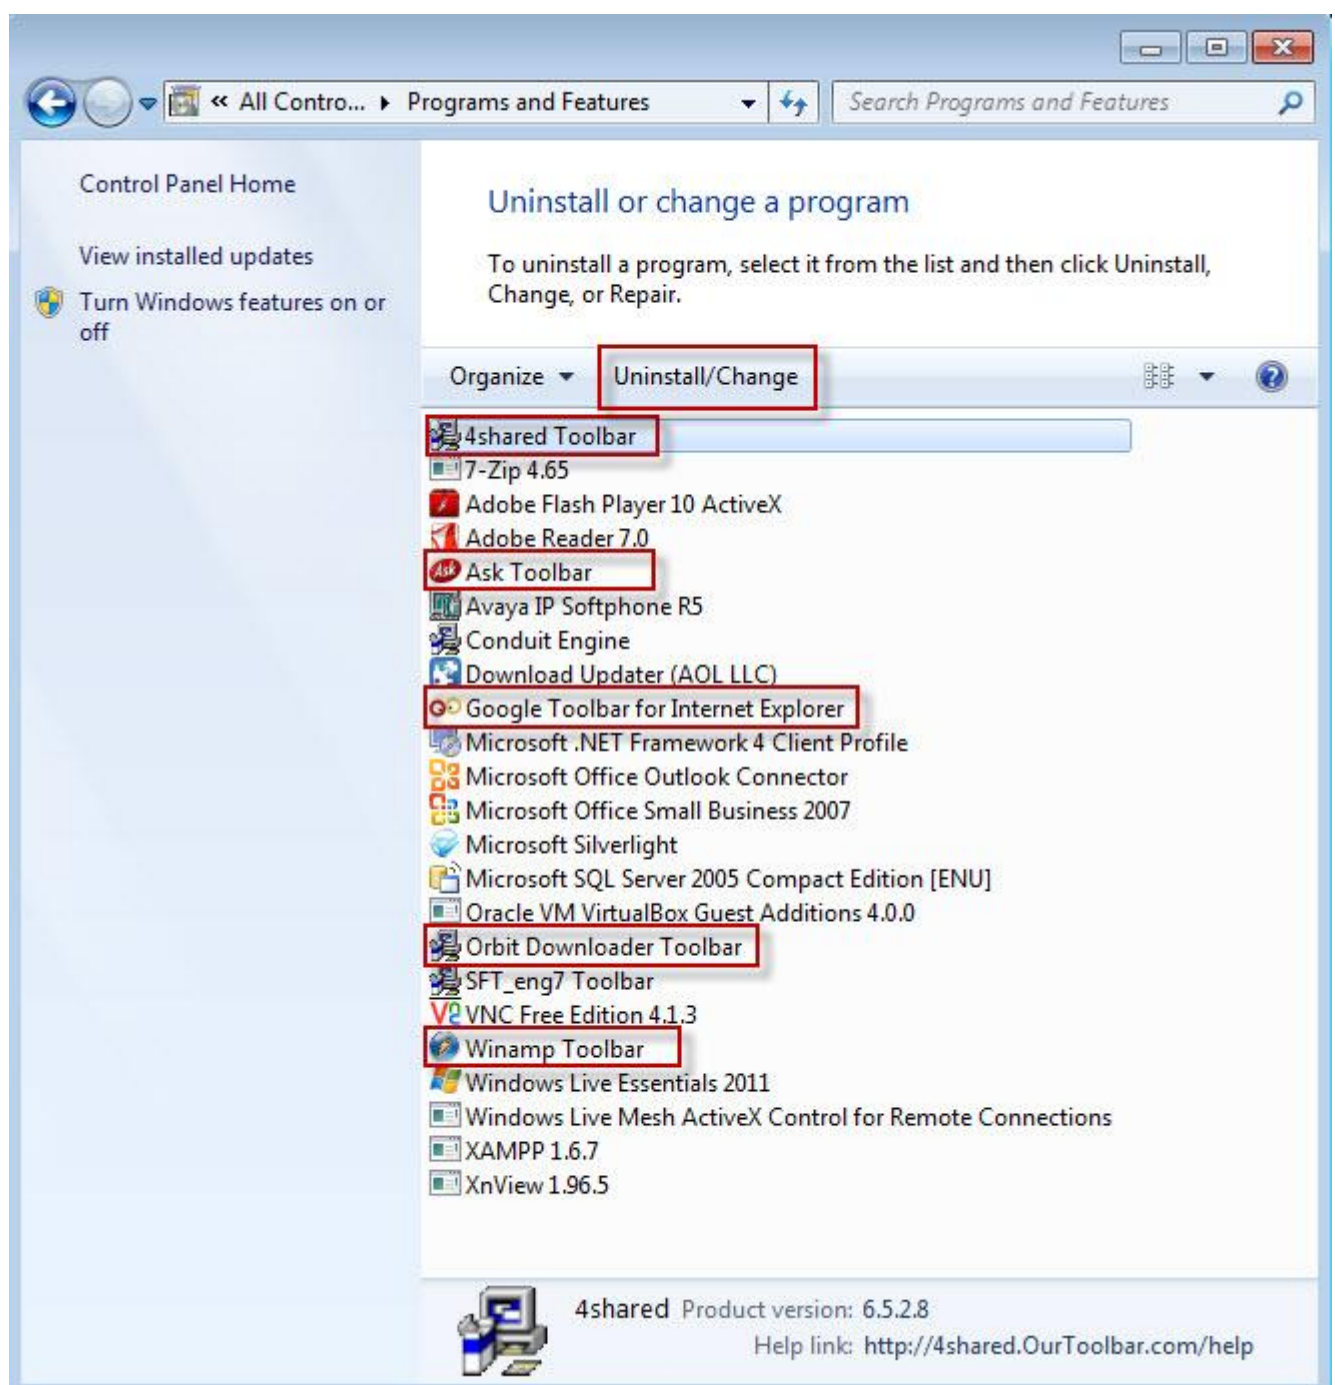 « All Contro... Programs and Features Search Programs and Features
Control Panel Home
View installed updates
Turn Windows features on or
off
Uninstall or change a program
To uninstall a program, select it from the list and then click Uninstall,
Change, or Repair.
Organize Uninstall/Change
4shared Toolbar
7-Zip 4.65
Adobe Flash Player 10 ActiveX
Adobe Reader 7.0
Ask Ask Toolbar
Avaya IP Softphone R5
Conduit Engine
Download Updater (AOL LLC)
Google Toolbar for Internet Explorer
Microsoft .NET Framework 4 Client Profile
Microsoft Office Outlook Connector
Microsoft Office Small Business 2007
Microsoft Silverlight
Microsoft SQL Server 2005 Compact Edition [ENU]
Oracle VM VirtualBox Guest Additions 4.0.0
Orbit Downloader Toolbar
SFT_eng7 Toolbar
VNC Free Edition 4.1.3
Winamp Toolbar
Windows Live Essentials 2011
Windows Live Mesh ActiveX Control for Remote Connections
XAMPP 1.6.7
XnView 1.96.5
4shared Product version: 6.5.2.8
Help link: http://4shared.OurToolbar.com/help